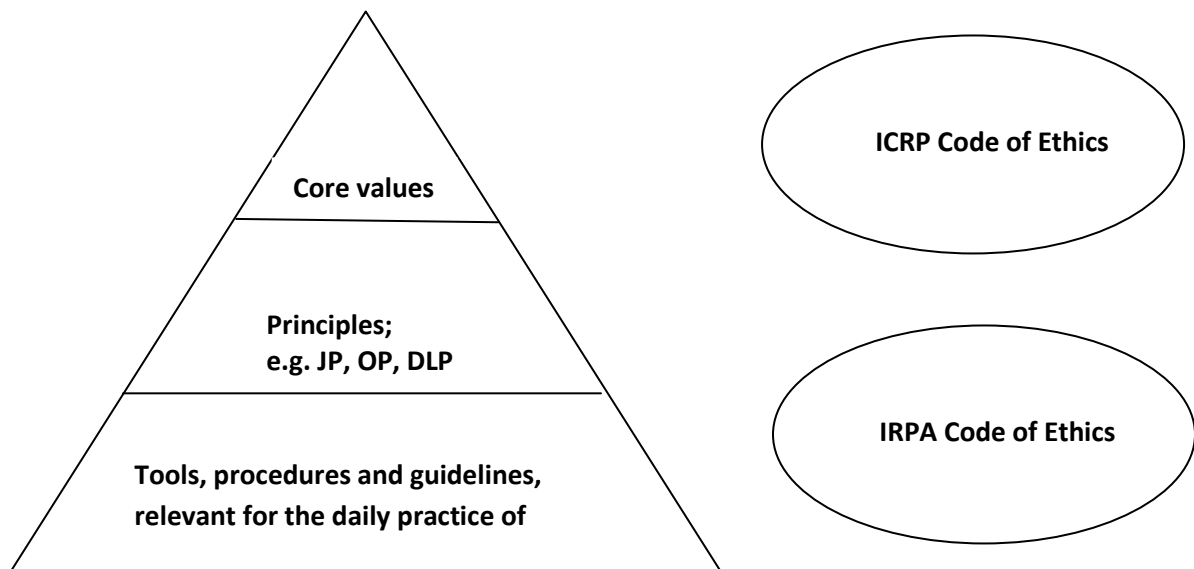 ICRP Code of Ethics
Core values
Principles;
e.g. JP, OP, DLP
IRPA Code of Ethics
Tools, procedures and guidelines,
relevant for the daily practice of